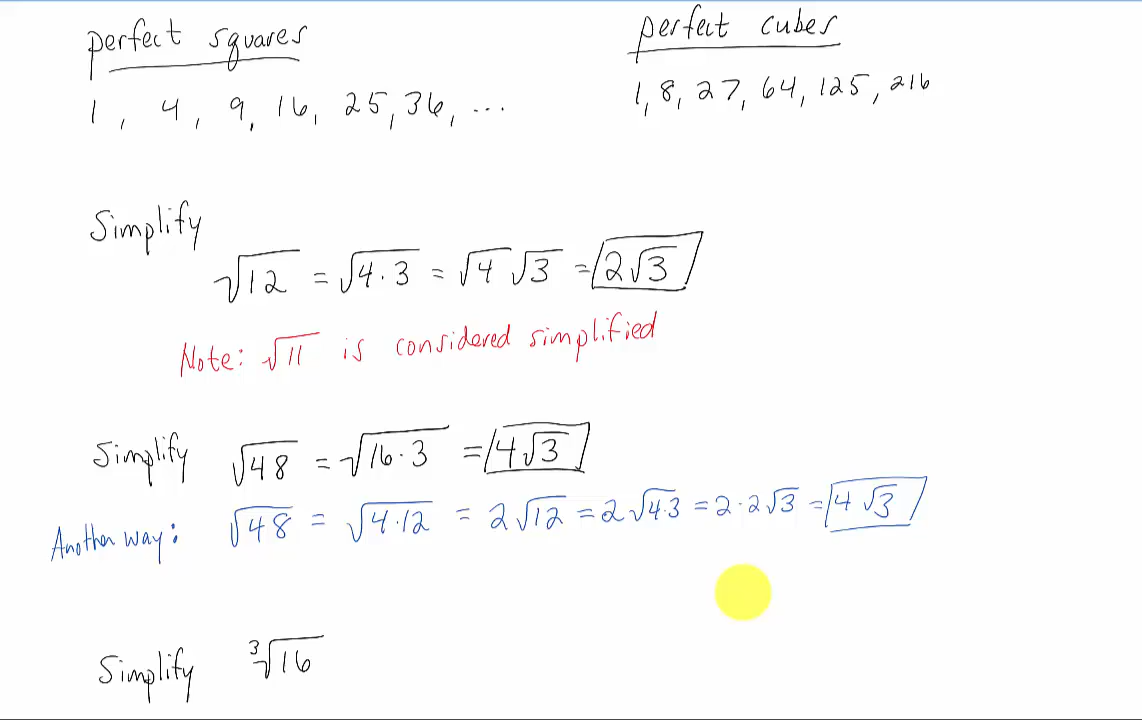 perfect squares
1, 4, 9, 16, 25, 36, ...
perfect cubes
1, 8, 27, 64, 125, 216
Simplify
√12 = √4·3 = √4 √3 = 2√3
Note: √11 is considered simplified
Simplify √48 = √16·3 = 4√3
Another way: √48 = √4·12 = 2√12 = 2√4·3 = 2·2√3 = 4√3
Simplify ³√16